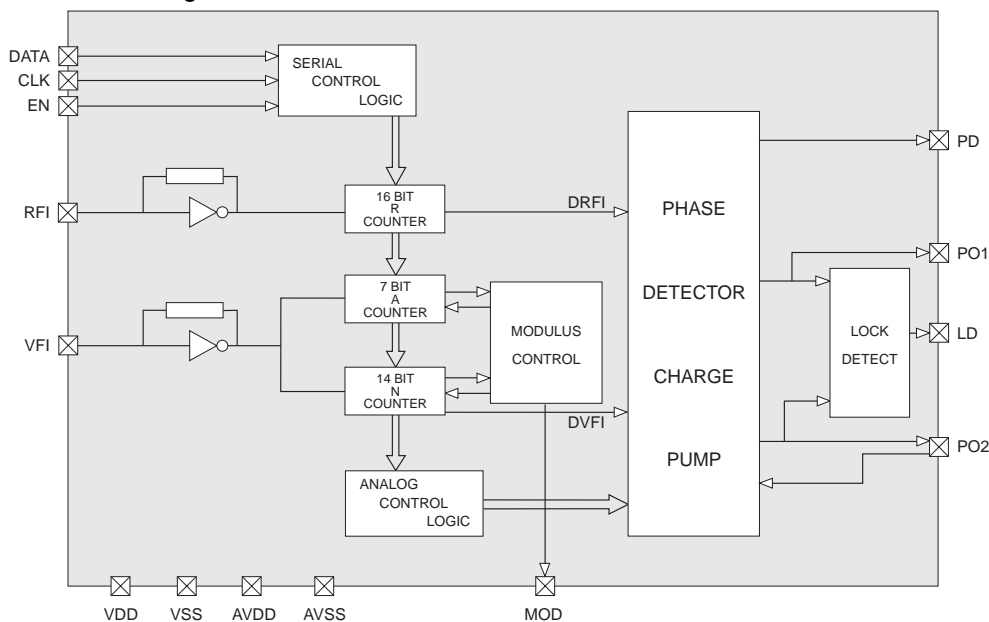 DATA
CLK
EN
SERIAL
CONTROL
LOGIC
PD
RFI
16 BIT
R
COUNTER
DRFI
PHASE
PO1
7 BIT
A
COUNTER
DETECTOR
MODULUS
CONTROL
LOCK
DETECT
LD
VFI
14 BIT
N
COUNTER
CHARGE
DVFI
PO2
PUMP
ANALOG
CONTROL
LOGIC
VDD
VSS
AVDD
AVSS
MOD